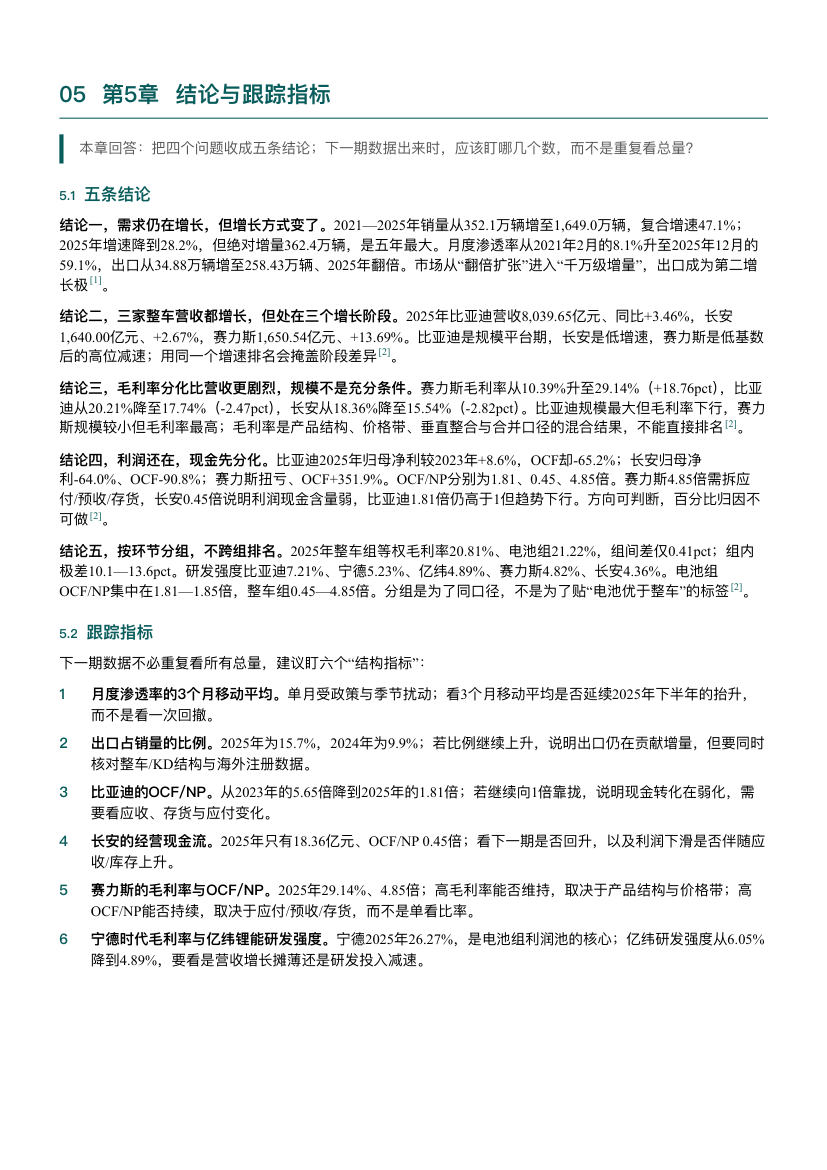 05 第5章 结论与跟踪指标
本章回答：把四个问题收成五条结论；下一期数据出来时，应该盯哪几个数，而不是重复看总量？
5.1 五条结论
结论一，需求仍在增长，但增长方式变了。2021—2025年销量从352.1万辆增至1,649.0万辆，复合增速47.1%；
2025年增速降到28.2%，但绝对增量362.4万辆，是五年最大。月度渗透率从2021年2月的8.1%升至2025年12月的
59.1%，出口从34.88万辆增至258.43万辆、2025年翻倍。市场从“翻倍扩张”进入“千万级增量”，出口成为第二增
长极[1]。
结论二，三家整车营收都增长，但处在三个增长阶段。2025年比亚迪营收8,039.65亿元、同比+3.46%，长安
1,640.00亿元、+2.67%，赛力斯1,650.54亿元、+13.69%。比亚迪是规模平台期，长安是低增速，赛力斯是低基数
后的高位减速；用同一个增速排名会掩盖阶段差异[2]。
结论三，毛利率分化比营收更剧烈，规模不是充分条件。赛力斯毛利率从10.39%升至29.14%（+18.76pct），比亚
迪从20.21%降至17.74%（-2.47pct），长安从18.36%降至15.54%（-2.82pct）。比亚迪规模最大但毛利率下行，赛力
斯规模较小但毛利率最高；毛利率是产品结构、价格带、垂直整合与合并口径的混合结果，不能直接排名[2]。
结论四，利润还在，现金先分化。比亚迪2025年归母净利较2023年+8.6%，OCF却-65.2%；长安归母净
利-64.0%、OCF-90.8%；赛力斯扭亏、OCF+351.9%。OCF/NP分别为1.81、0.45、4.85倍。赛力斯4.85倍需拆应
付/预收/存货，长安0.45倍说明利润现金含量弱，比亚迪1.81倍仍高于1但趋势下行。方向可判断，百分比归因不
可做[2]。
结论五，按环节分组，不跨组排名。2025年整车组等权毛利率20.81%、电池组21.22%，组间差仅0.41pct；组内
极差10.1—13.6pct。研发强度比亚迪7.21%、宁德5.23%、亿纬4.89%、赛力斯4.82%、长安4.36%。电池组
OCF/NP集中在1.81—1.85倍，整车组0.45—4.85倍。分组是为了同口径，不是为了贴“电池优于整车”的标签[2]。
5.2 跟踪指标
下一期数据不必重复看所有总量，建议盯六个“结构指标”：
1 月度渗透率的3个月移动平均。单月受政策与季节扰动；看3个月移动平均是否延续2025年下半年的抬升，
而不是看一次回撤。
2 出口占销量的比例。2025年为15.7%，2024年为9.9%；若比例继续上升，说明出口仍在贡献增量，但要同时
核对整车/KD结构与海外注册数据。
3 比亚迪的OCF/NP。从2023年的5.65倍降到2025年的1.81倍；若继续向1倍靠拢，说明现金转化在弱化，需
要看应收、存货与应付变化。
4 长安的经营现金流。2025年只有18.36亿元、OCF/NP 0.45倍；看下一期是否回升，以及利润下滑是否伴随应
收/库存上升。
5 赛力斯的毛利率与OCF/NP。2025年29.14%、4.85倍；高毛利率能否维持，取决于产品结构与价格带；高
OCF/NP能否持续，取决于应付/预收/存货，而不是单看比率。
6 宁德时代毛利率与亿纬锂能研发强度。宁德2025年26.27%，是电池组利润池的核心；亿纬研发强度从6.05%
降到4.89%，要看是营收增长摊薄还是研发投入减速。